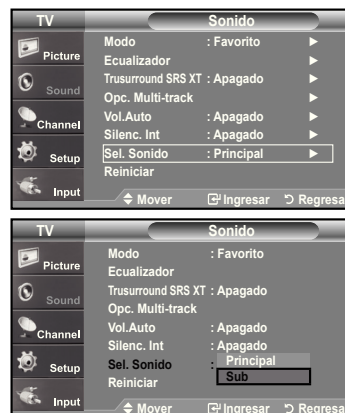 TV Sonido
Picture
Sound
Channel
Setup
Input
Modo : Favorito ►
Ecualizador ►
Trusurround SRS XT : Apagado ►
Opc. Multi-track ►
Vol.Auto : Apagado ►
Silenc. Int : Apagado ►
Sel. Sonido : Principal ►
Reiniciar
Mover Ingresar Regresa
TV Sonido
Picture
Sound
Channel
Setup
Input
Modo : Favorito
Ecualizador
Trusurround SRS XT : Apagado
Opc. Multi-track
Vol.Auto : Apagado
Silenc. Int : Apagado
Sel. Sonido : Principal
Sub
Reiniciar
Mover Ingresar Regresa